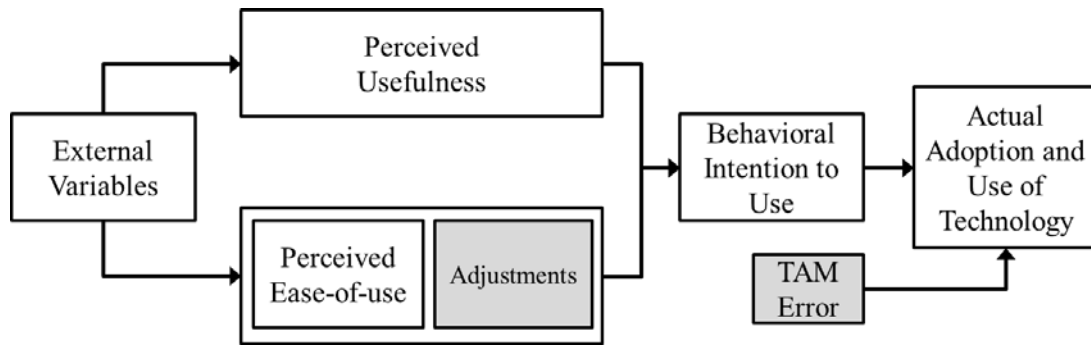 Perceived
Usefulness
External
Variables
Perceived
Ease-of-use
Adjustments
Behavioral
Intention to
Use
Actual
Adoption and
Use of
Technology
TAM
Error